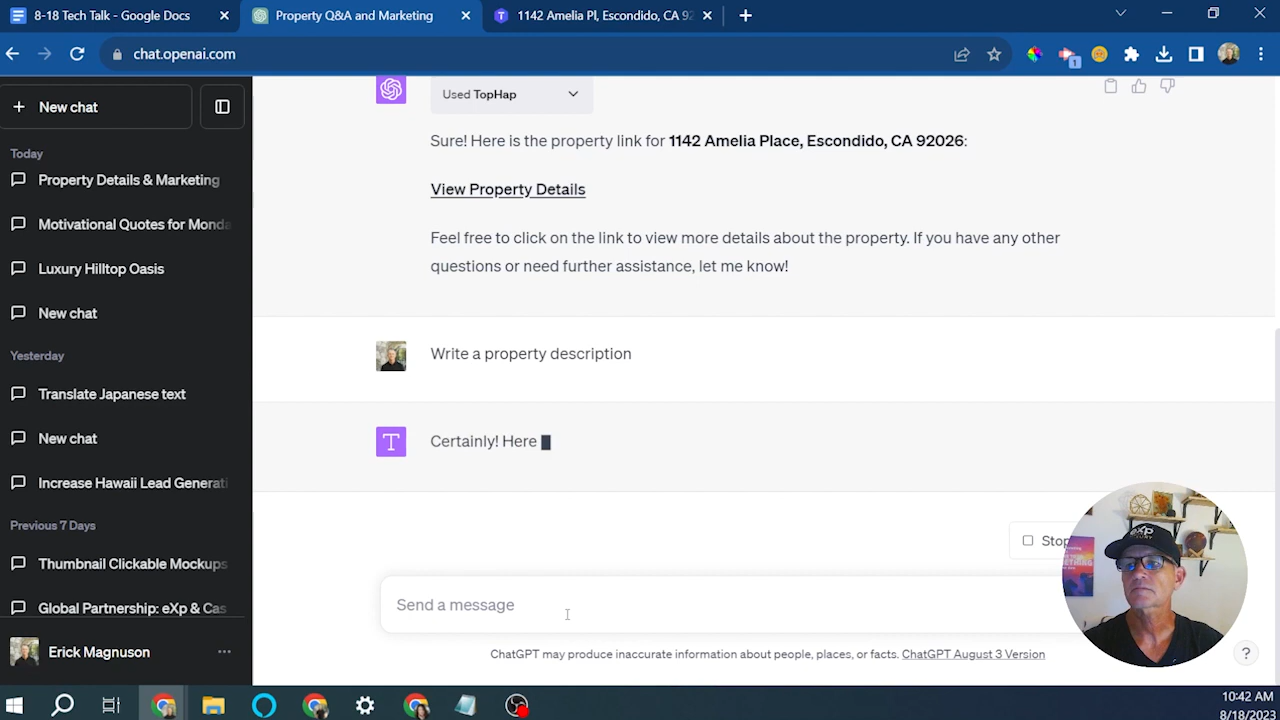 8-18 Tech Talk - Google Docs
Property Q&A and Marketing
1142 Amelia Pl, Escondido, CA 92
chat.openai.com
1
New chat
Today
Property Details & Marketing
Motivational Quotes for Monda
Luxury Hilltop Oasis
New chat
Yesterday
Translate Japanese text
New chat
Increase Hawaii Lead Generati
Previous 7 Days
Thumbnail Clickable Mockups
Global Partnership: eXp & Cas
Erick Magnuson
Used TopHap
Sure! Here is the property link for 1142 Amelia Place, Escondido, CA 92026:
View Property Details
Feel free to click on the link to view more details about the property. If you have any other
questions or need further assistance, let me know!
Write a property description
T
Certainly! Here
Stop
Send a message
ChatGPT may produce inaccurate information about people, places, or facts. ChatGPT August 3 Version
?
eXp
10:42 AM
8/18/2023